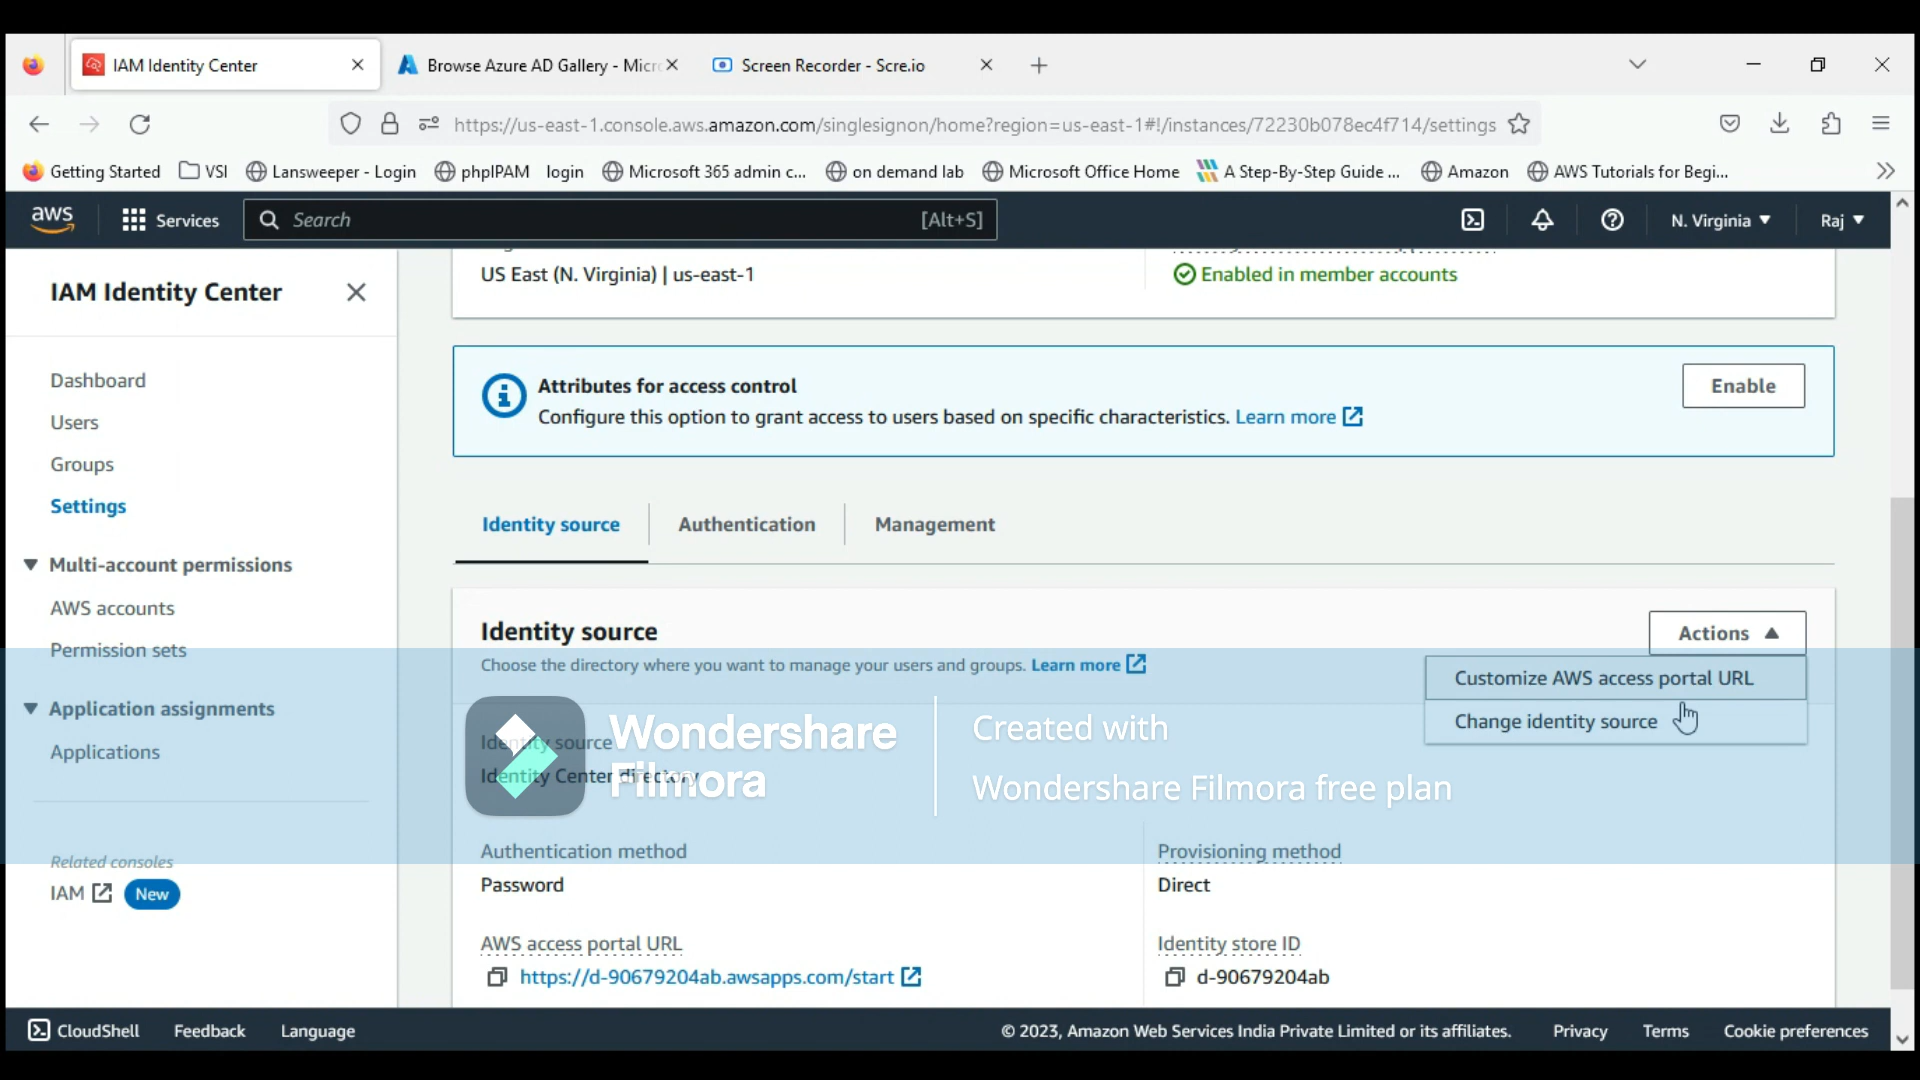 IAM Identity Center
Browse Azure AD Gallery - Micro
Screen Recorder - Scre.io
https://us-east-1.console.aws.amazon.com/singlesignon/home?region=us-east-1#!/instances/72230b078ec4f714/settings
Getting Started VSI Lansweeper - Login phpIPAM login Microsoft 365 admin c... on demand lab Microsoft Office Home A Step-By-Step Guide ... Amazon AWS Tutorials for Begi...
aws Services Search [Alt+S] N. Virginia Raj
IAM Identity Center
Dashboard
Users
Groups
Settings
Multi-account permissions
AWS accounts
Permission sets
Application assignments
Applications
Related consoles
IAM New
US East (N. Virginia) | us-east-1
Enabled in member accounts
Attributes for access control
Configure this option to grant access to users based on specific characteristics. Learn more
Enable
Identity source Authentication Management
Identity source
Choose the directory where you want to manage your users and groups. Learn more
Actions
Customize AWS access portal URL
Change identity source
Identity source
Identity Center directory
Wondershare
Filmora
Created with
Wondershare Filmora free plan
Authentication method
Password
Provisioning method
Direct
AWS access portal URL
https://d-90679204ab.awsapps.com/start
Identity store ID
d-90679204ab
CloudShell Feedback Language © 2023, Amazon Web Services India Private Limited or its affiliates. Privacy Terms Cookie preferences